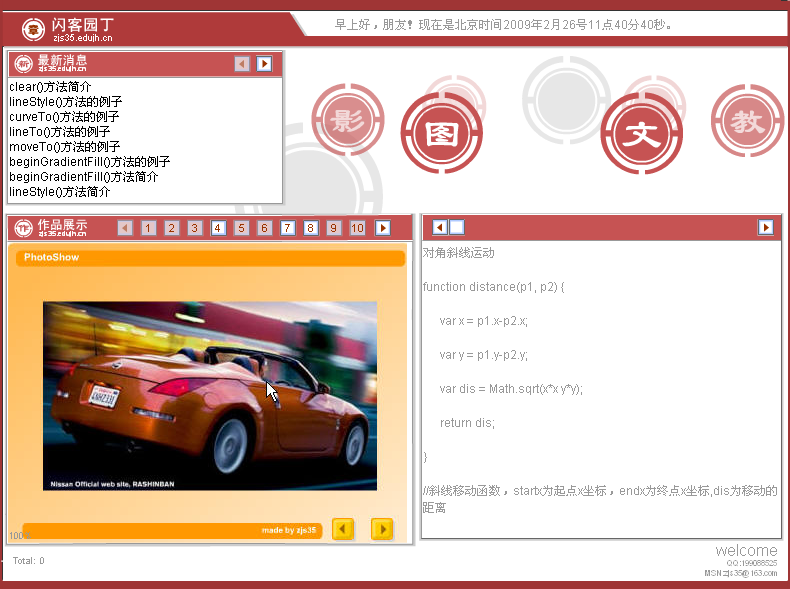 闪客园丁
zjs35.edujh.cn
早上好，朋友！现在是北京时间2009年2月26号11点40分40秒。
最新消息
zjs35.edujh.cn
clear()方法简介
lineStyle()方法的例子
curveTo()方法的例子
lineTo()方法的例子
moveTo()方法的例子
beginGradientFill()方法的例子
beginGradientFill()方法简介
lineStyle()方法简介
影
图
文
教
作品展示
zjs35.edujh.cn
1 2 3 4 5 6 7 8 9 10
PhotoShow
Nissan Official web site, RASHINBAN
made by zjs35
100%
Total: 0
对角斜线运动
function distance(p1, p2) {
var x = p1.x-p2.x;
var y = p1.y-p2.y;
var dis = Math.sqrt(x*x y*y);
return dis;
}
//斜线移动函数，startx为起点x坐标，endx为终点x坐标,dis为移动的
距离
welcome
QQ:199088525
MSN:zjs35@163.com